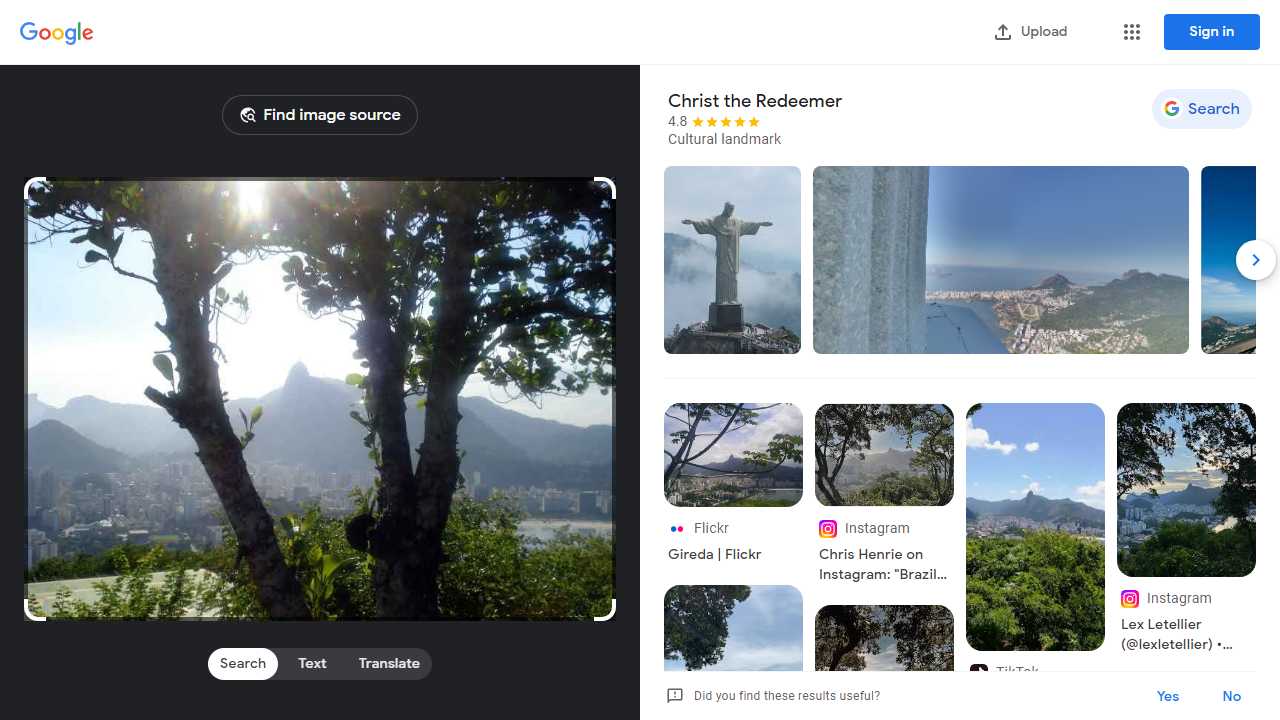 Google
Upload
Sign in
Find image source
Christ the Redeemer
4.8
Cultural landmark
Search
Flickr
Gireda | Flickr
Instagram
Chris Henrie on
Instagram: "Brazil...
TikTok
Instagram
Lex Letellier
(@lexletellier) •...
Search
Text
Translate
Did you find these results useful?
Yes
No